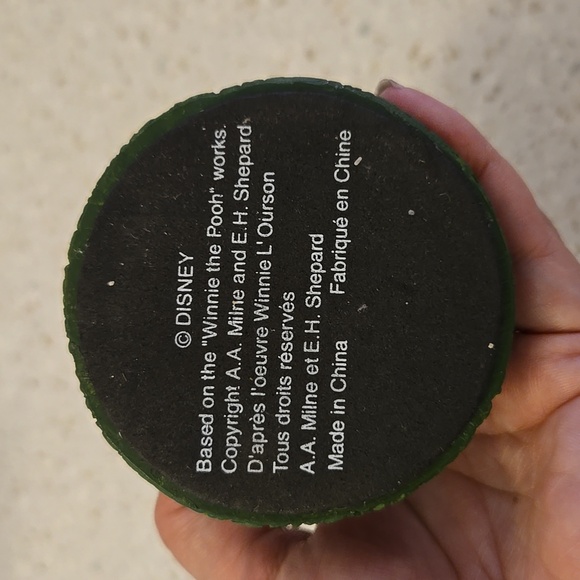 © DISNEY
Based on the "Winnie the Pooh" works.
Copyright A.A. Milne and E.H. Shepard
D'aprés l'oeuvre Winnie L' Ourson
Tous droits réservés
A.A. Milne et E.H. Shepard
Made in China Fabriqué en Chine